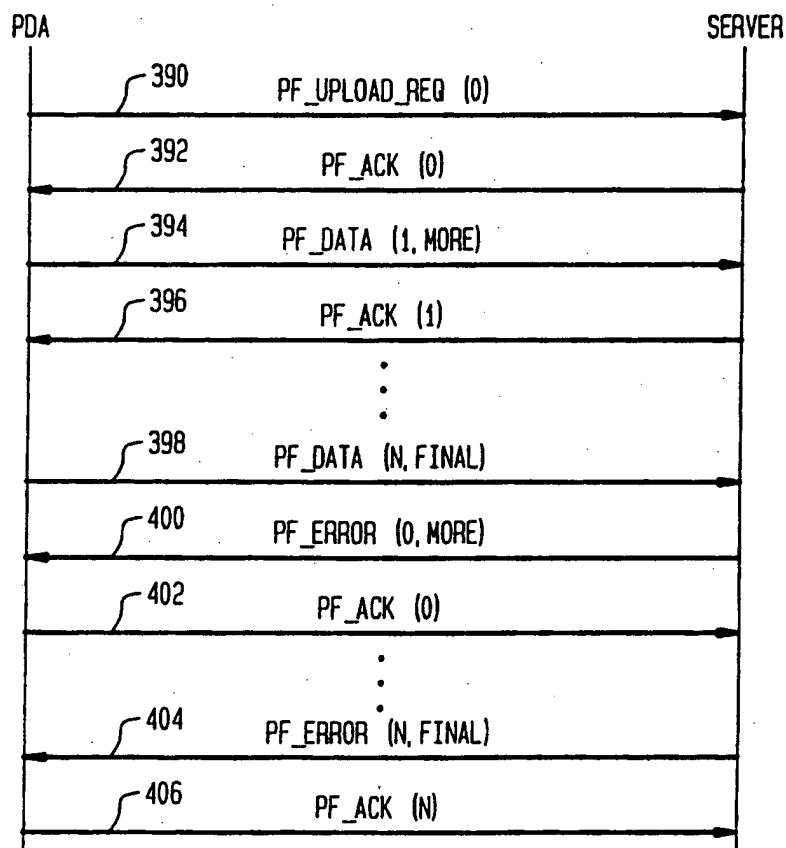 PDA SERVER
390 PF_UPLOAD_REQ (0)
392 PF_ACK (0)
394 PF_DATA (1, MORE)
396 PF_ACK (1)
398 PF_DATA (N, FINAL)
400 PF_ERROR (0, MORE)
402 PF_ACK (0)
404 PF_ERROR (N, FINAL)
406 PF_ACK (N)